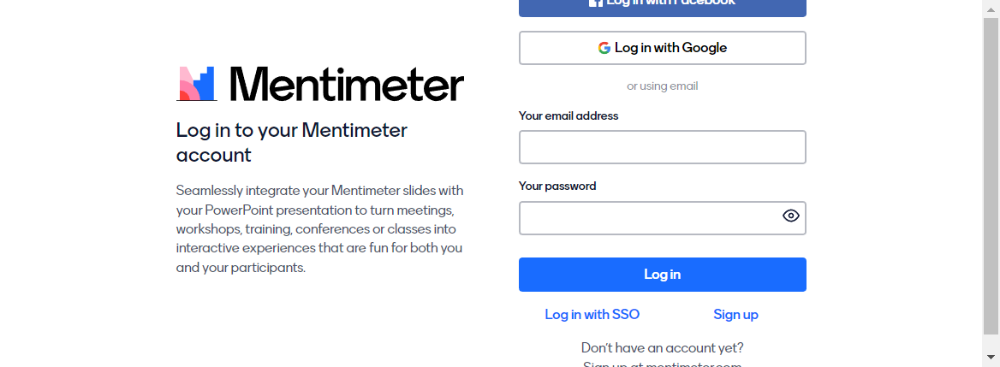 Log in with Facebook
Log in with Google
or using email
Mentimeter
Log in to your Mentimeter
account
Seamlessly integrate your Mentimeter slides with
your PowerPoint presentation to turn meetings,
workshops, training, conferences or classes into
interactive experiences that are fun for both you
and your participants.
Your email address
Your password
Log in
Log in with SSO
Sign up
Don't have an account yet?
Sign up at mentimeter.com